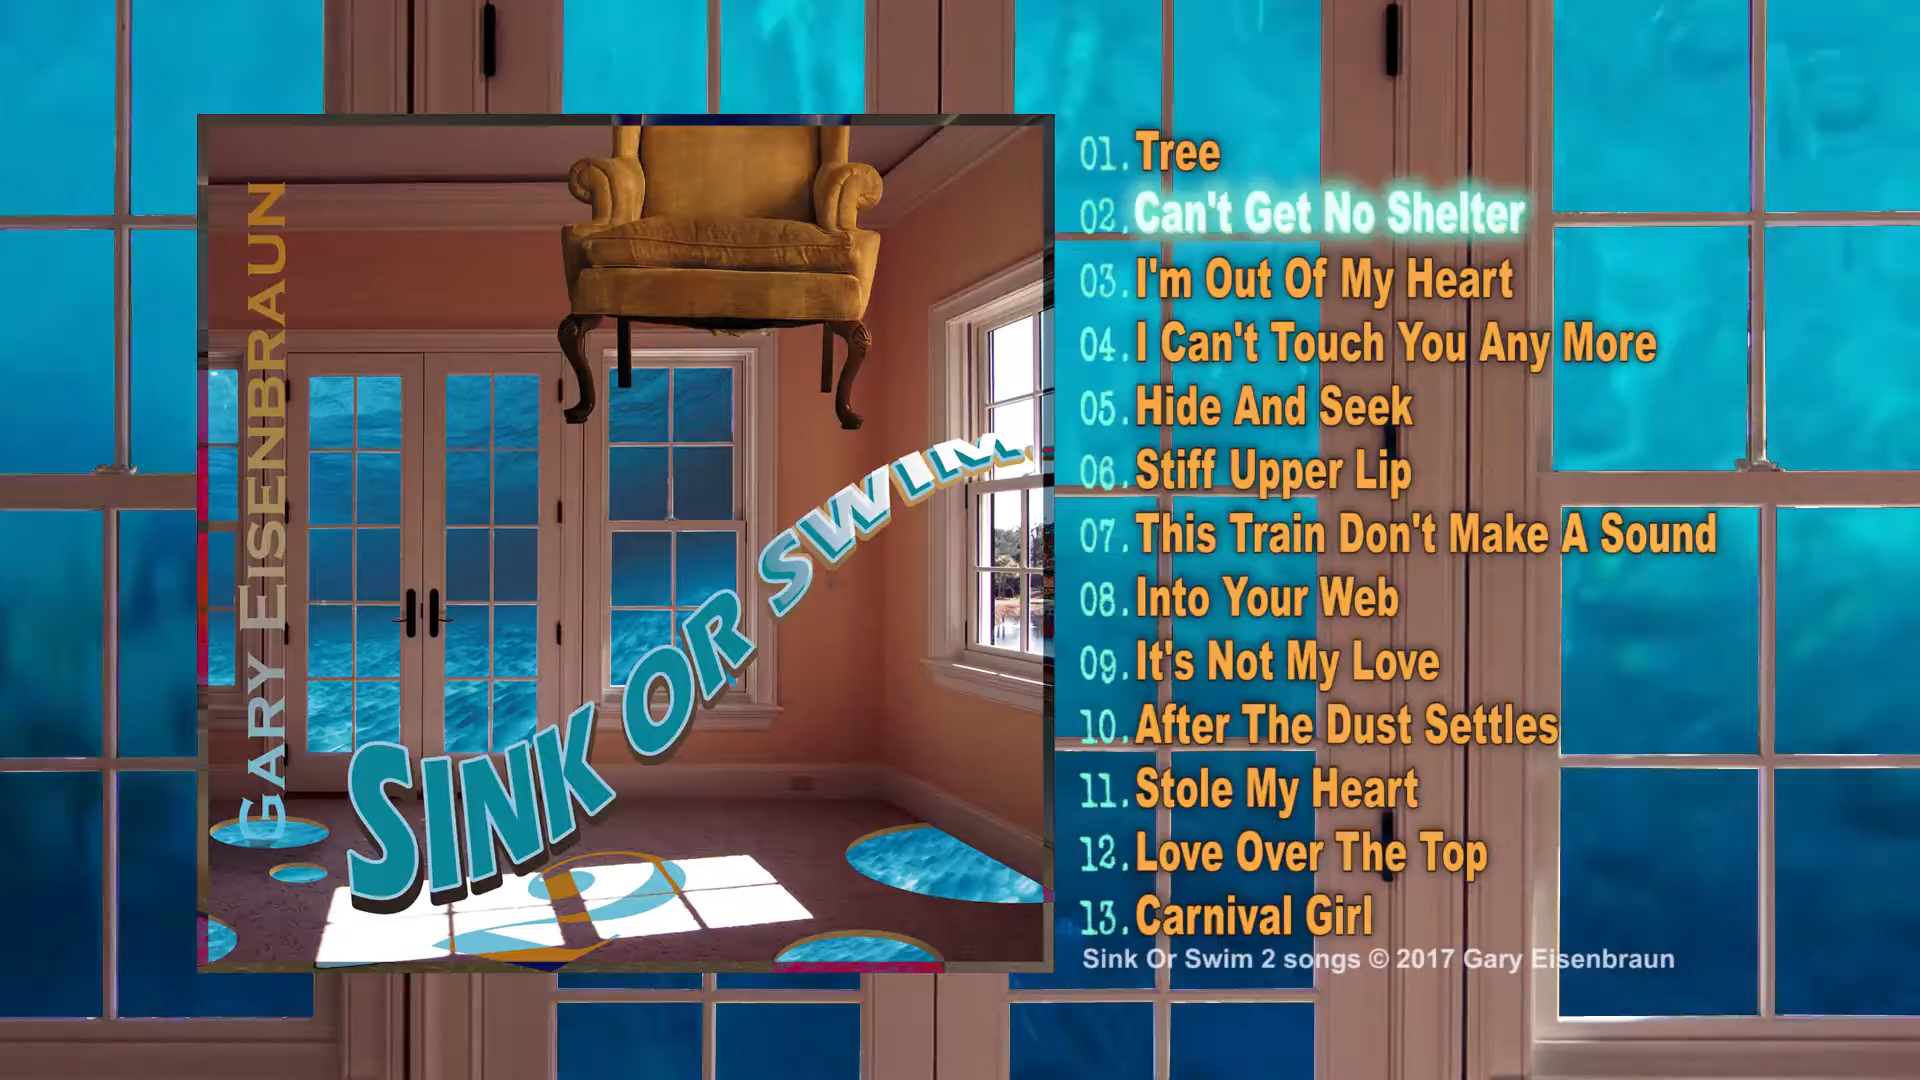 GARY EISENBRAUN
SINK OR SWIM
2
01. Tree
02. Can't Get No Shelter
03. I'm Out Of My Heart
04. I Can't Touch You Any More
05. Hide And Seek
06. Stiff Upper Lip
07. This Train Don't Make A Sound
08. Into Your Web
09. It's Not My Love
10. After The Dust Settles
11. Stole My Heart
12. Love Over The Top
13. Carnival Girl
Sink Or Swim 2 songs © 2017 Gary Eisenbraun